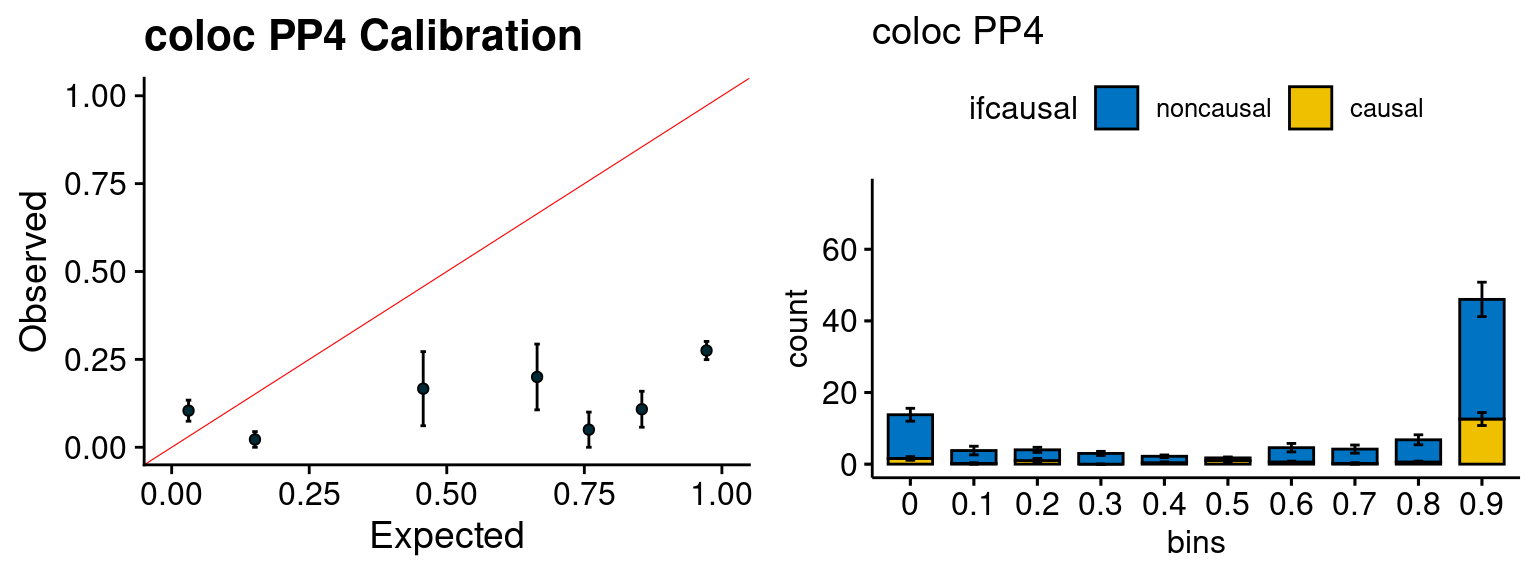 coloc PP4 Calibration
Observed
1.00
0.75
0.50
0.25
0.00
0.00 0.25 0.50 0.75 1.00
Expected
coloc PP4
ifcausal noncausal causal
count
60
40
20
0
0 0.1 0.2 0.3 0.4 0.5 0.6 0.7 0.8 0.9
bins